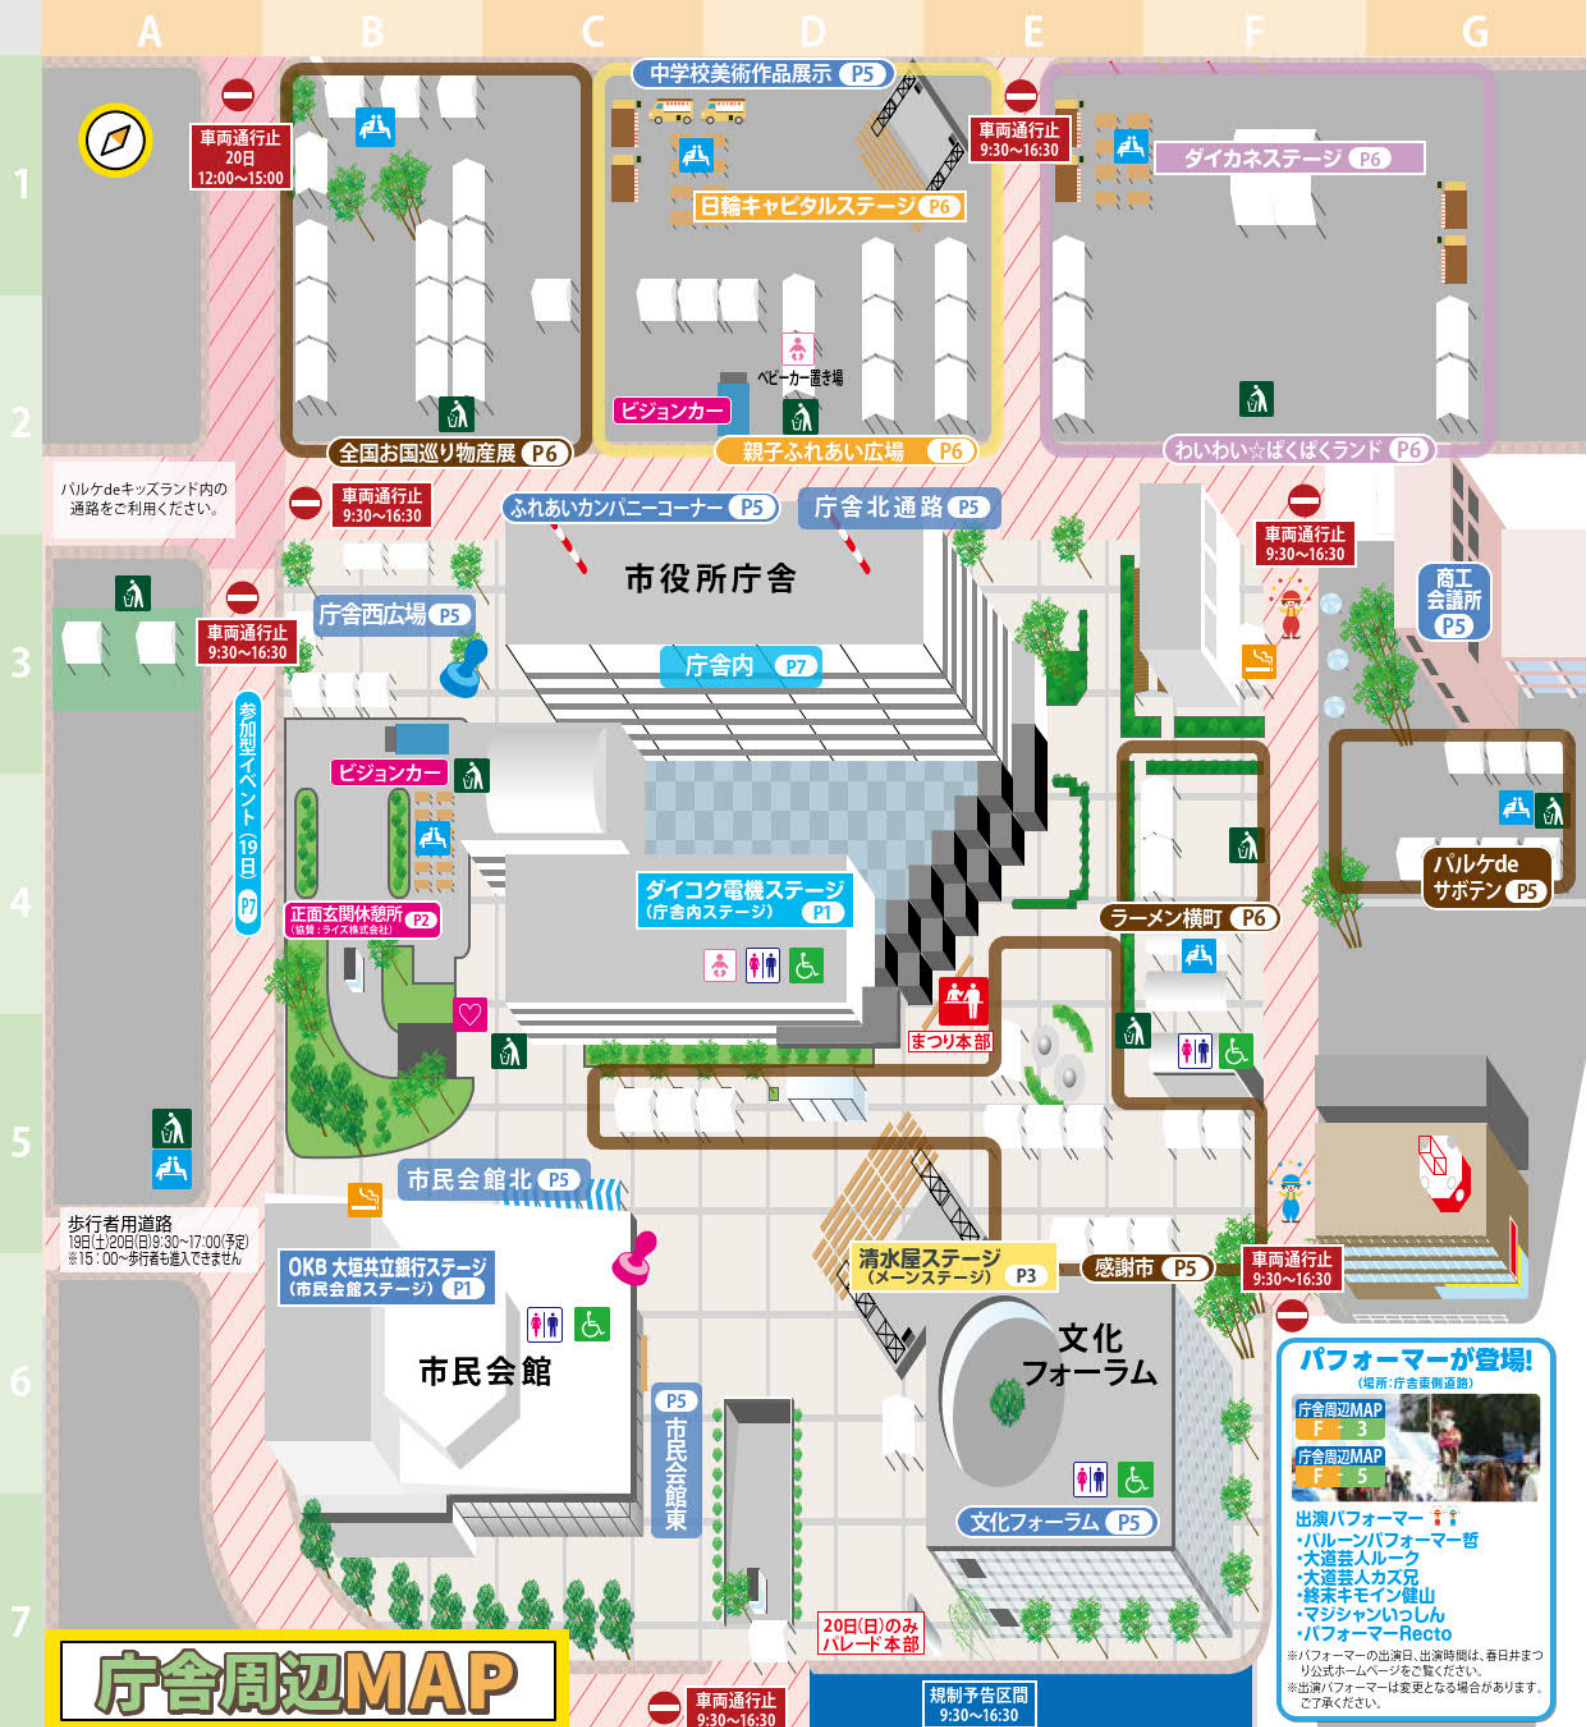 A B C D E F G
1
2
3
4
5
6
7
中学校美術作品展示 P5
車両通行止
20日
12:00〜15:00
車両通行止
9:30〜16:30
ダイカネステージ P6
日輪キャピタルステージ P6
ベビーカー置き場
ビジョンカー
全国お国巡り物産展 P6
親子ふれあい広場 P6
わいわい☆ぱくぱくランド P6
パルケdeキッズランド内の
通路をご利用ください。
車両通行止
9:30〜16:30
ふれあいカンパニーコーナー P5
庁舎北通路 P5
車両通行止
9:30〜16:30
市役所庁舎
商工
会議所
P5
庁舎西広場 P5
車両通行止
9:30〜16:30
庁舎内 P7
参加型イベント(19日) P7
ビジョンカー
パルケde
サボテン P5
ダイコク電機ステージ
(庁舎内ステージ) P1
正面玄関休憩所 P2
(協賛:ライズ株式会社)
ラーメン横町 P6
まつり本部
市民会館北 P5
歩行者用道路
19日(土)20日(日)9:30〜17:00(予定)
※15:00〜歩行者も進入できません
OKB 大垣共立銀行ステージ
(市民会館ステージ) P1
清水屋ステージ
(メーンステージ) P3
感謝市 P5
車両通行止
9:30〜16:30
市民会館
文化
フォーラム
P5 市民会館東
文化フォーラム P5
パフォーマーが登場!
(場所:庁舎東側道路)
庁舎周辺MAP
F - 3
庁舎周辺MAP
F - 5
出演パフォーマー
・バルーンパフォーマー哲
・大道芸人ルーク
・大道芸人カズ兄
・終末キモイン健山
・マジシャンいっしん
・パフォーマーRecto
※パフォーマーの出演日、出演時間は、春日井まつ
り公式ホームページをご覧ください。
※出演パフォーマーは変更となる場合があります。
ご了承ください。
20日(日)のみ
パレード本部
庁舎周辺MAP
車両通行止
9:30〜16:30
規制予告区間
9:30〜16:30